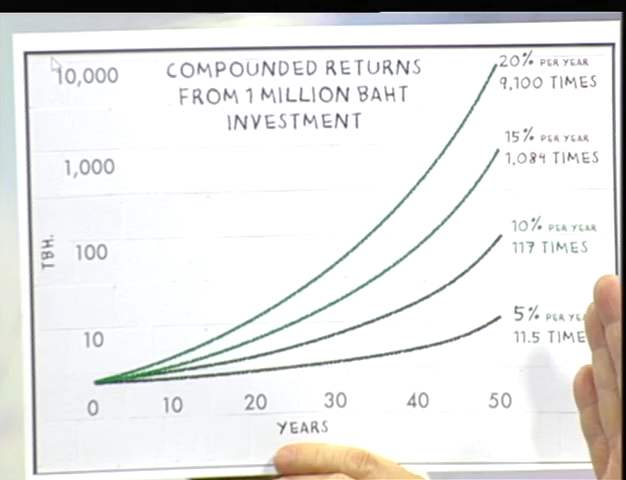 COMPOUNDED RETURNS
FROM 1 MILLION BAHT
INVESTMENT
10,000
1,000
100
10
TBH.
20% PER YEAR
9,100 TIMES
15% PER YEAR
1,084 TIMES
10% PER YEAR
117 TIMES
5% PER YEA
11.5 TIME
0 10 20 30 40 50
YEARS